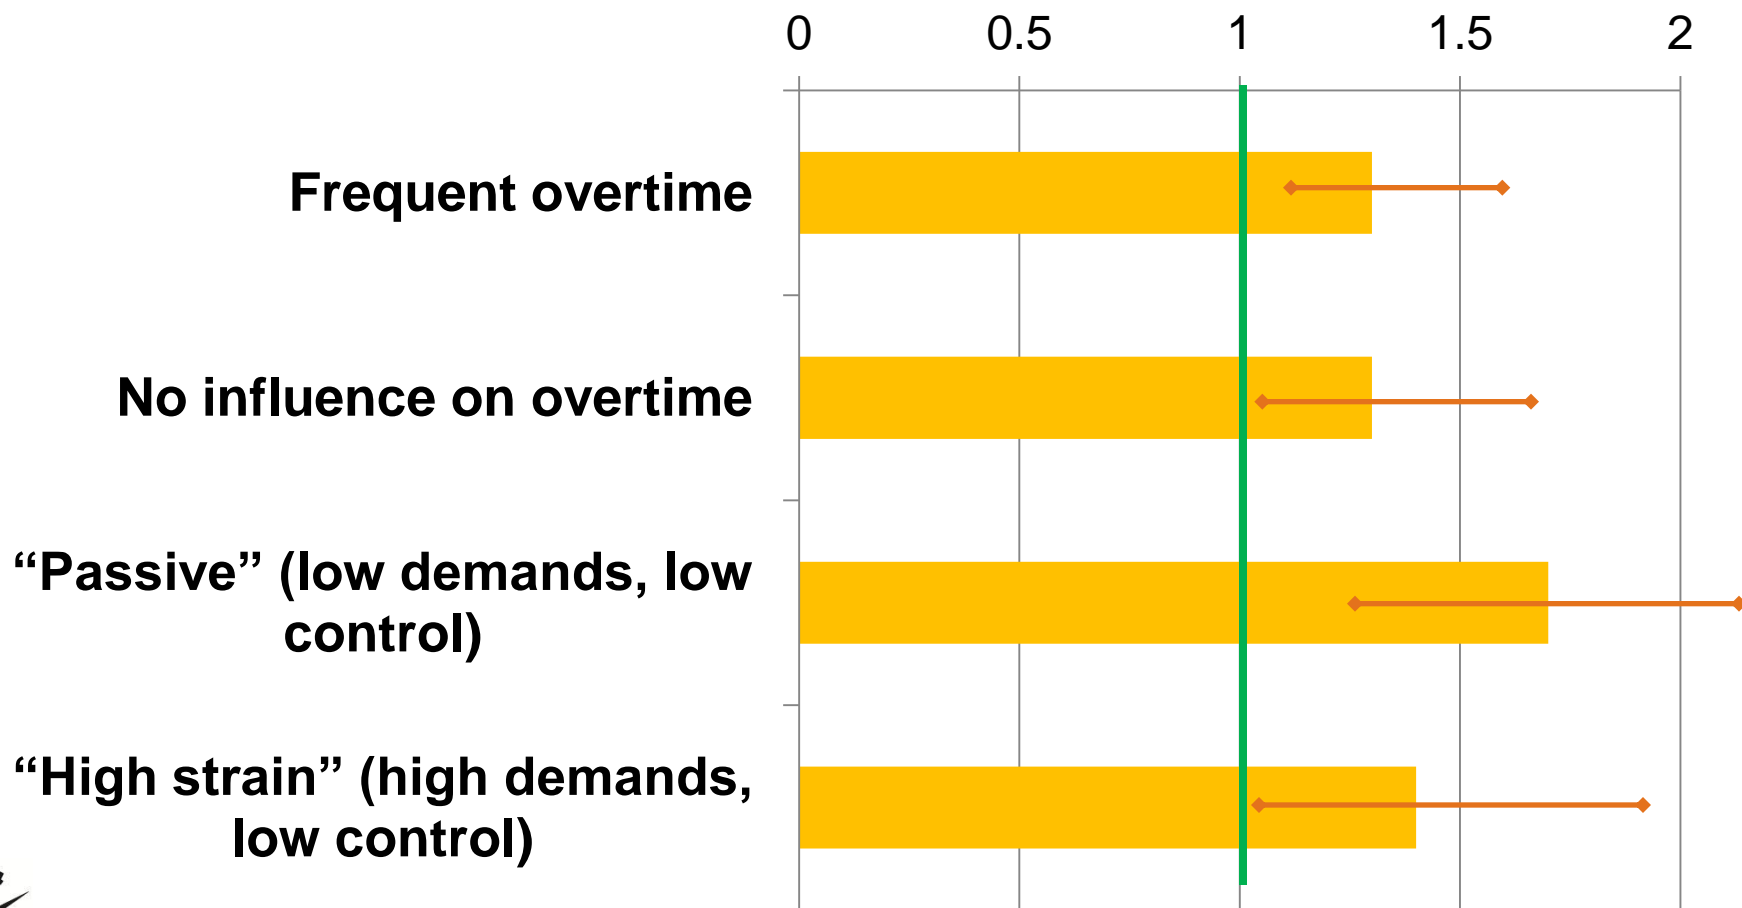 0 0.5 1 1.5 2
Frequent overtime
No influence on overtime
“Passive” (low demands, low
control)
“High strain” (high demands,
low control)